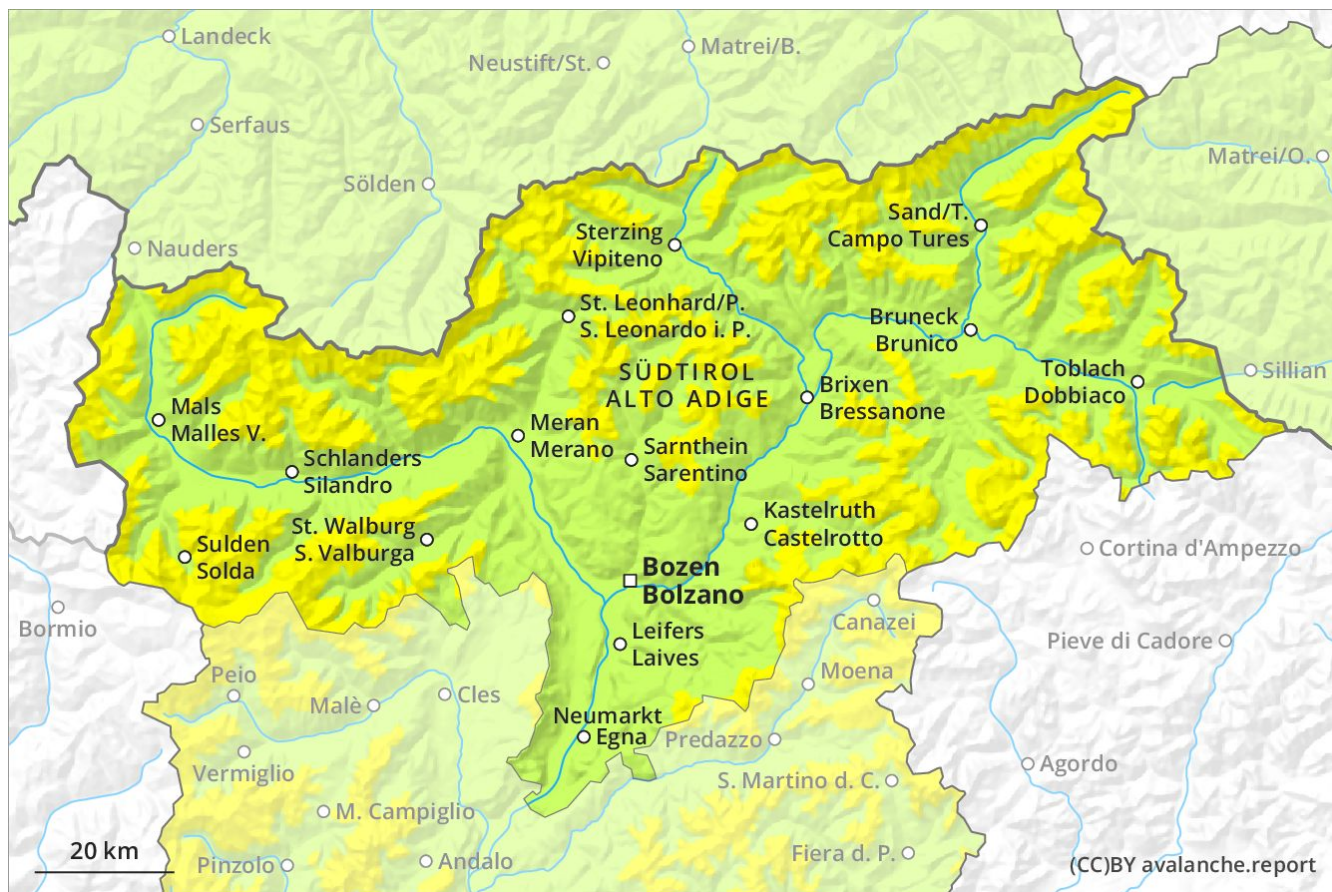 Landeck
Matrei/B.
Neustift/St.
Serfaus
Matrei/O.
Sölden
Sand/T.
Campo Tures
Sterzing
Vipiteno
Nauders
St. Leonhard/P.
S. Leonardo i. P.
Bruneck
Brunico
SÜDTIROL
ALTO ADIGE
Toblach
Dobbiaco
Sillian
Brixen
Bressanone
Mals
Malles V.
Meran
Merano
Sarnthein
Sarentino
Schlanders
Silandro
Kastelruth
Castelrotto
St. Walburg
S. Valburga
Sulden
Solda
Cortina d'Ampezzo
Bozen
Bolzano
Bormio
Canazei
Leifers
Laives
Pieve di Cadore
Peio
Moena
Malè
Cles
Neumarkt
Egna
Predazzo
Vermiglio
Agordo
S. Martino d. C.
M. Campiglio
20 km
Pinzolo
Andalo
Fiera d. P.
(CC)BY avalanche.report